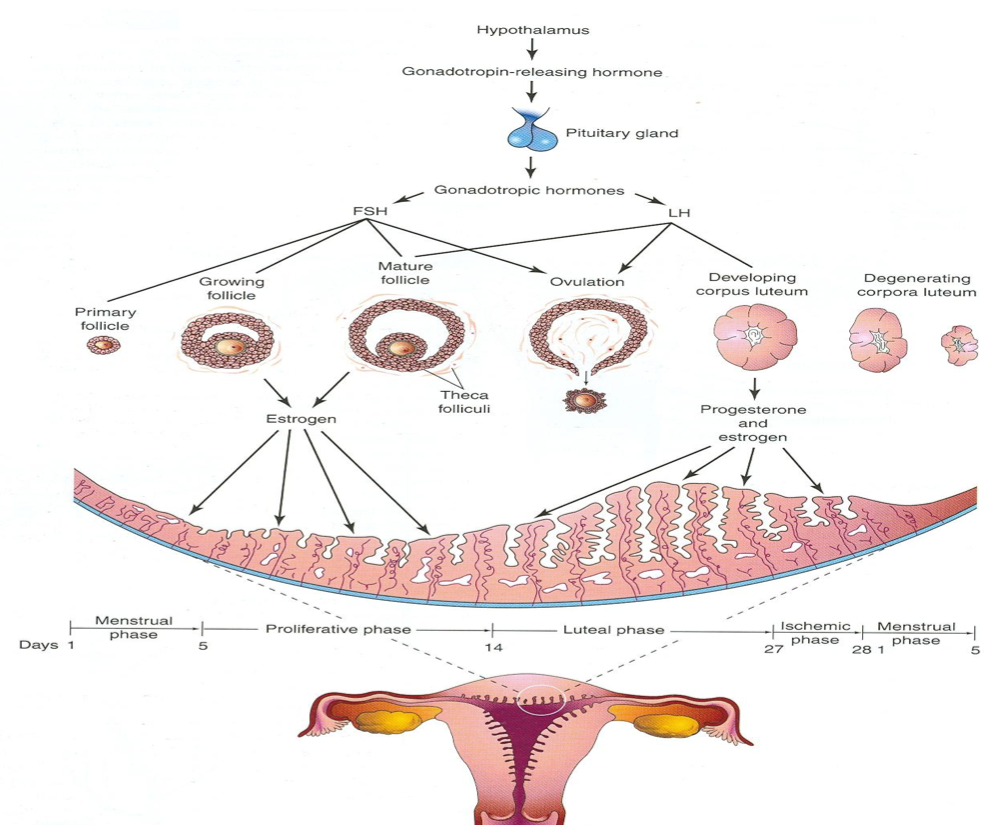 Hypothalamus
Gonadotropin-releasing hormone
Pituitary gland
Gonadotropic hormones
FSH
LH
Primary
follicle
Growing
follicle
Mature
follicle
Ovulation
Developing
corpus luteum
Degenerating
corpora luteum
Theca
folliculi
Estrogen
Progesterone
and
estrogen
Menstrual
phase
Proliferative phase
Luteal phase
Ischemic
phase
Menstrual
phase
Days 1
5
14
27
28 1
5